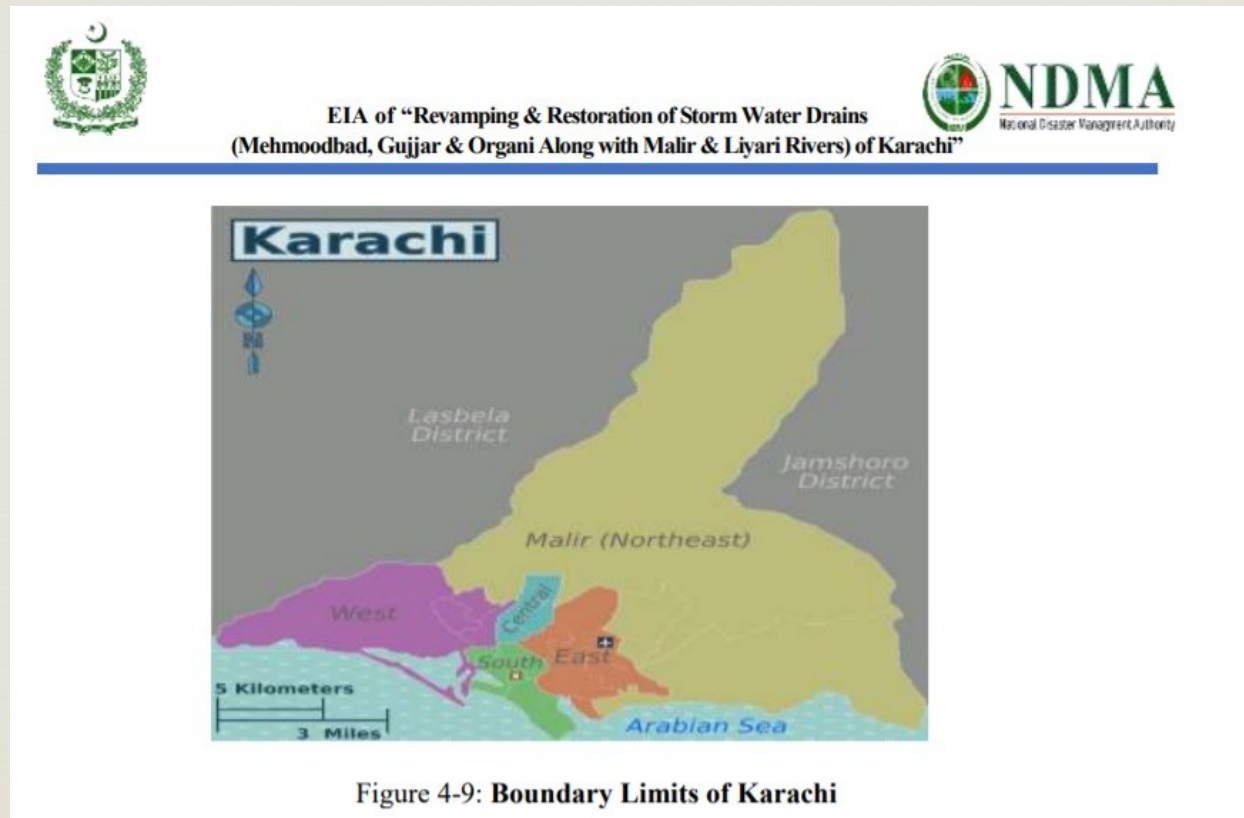 NDMA
National Disaster Management Authority
EIA of “Revamping & Restoration of Storm Water Drains
(Mehmoodbad, Gujjar & Organi Along with Malir & Liyari Rivers) of Karachi”
Karachi
N
Lasbela
District
Jamshoro
District
Malir (Northeast)
West
Central
South
East
5 Kilometers
3 Miles
Arabian Sea
Figure 4-9: Boundary Limits of Karachi